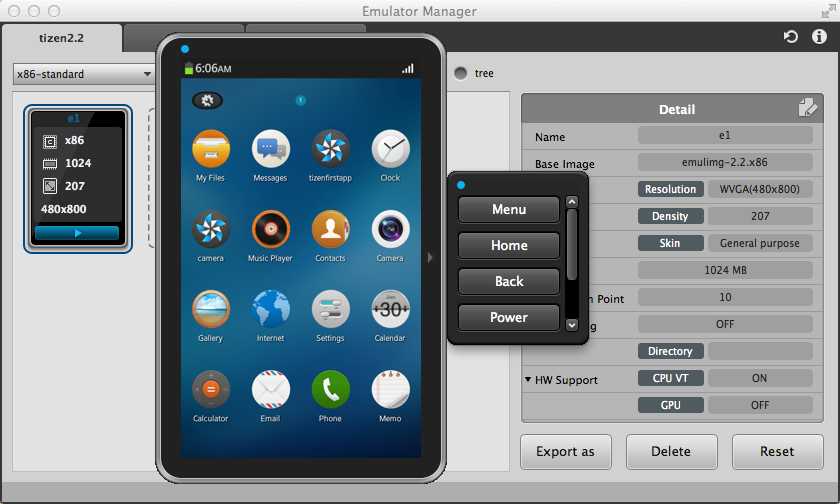 Emulator Manager
tizen2.2
x86-standard
tree
e1
x86
1024
207
480x800
6:06AM
1
My Files
Messages
tizenfirstapp
Clock
camera
Music Player
Contacts
Camera
Gallery
Internet
Settings
Jan
30
Calendar
Calculator
Email
Phone
Memo
Menu
Home
Back
Power
Detail
Name
e1
Base Image
emulimg-2.2.x86
Resolution
WVGA(480x800)
Density
207
Skin
General purpose
1024 MB
Point
10
OFF
Directory
HW Support
CPU VT
ON
GPU
OFF
Export as
Delete
Reset